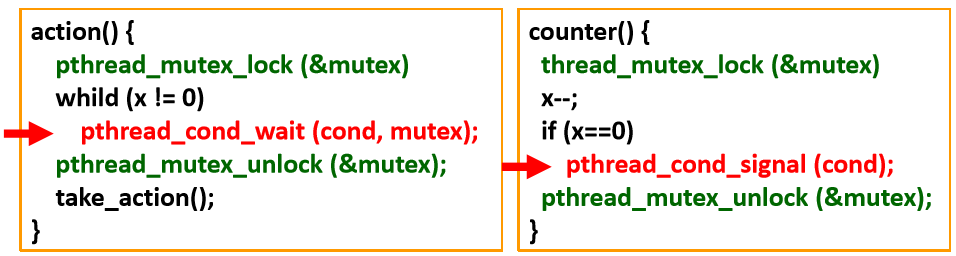 action() {
pthread_mutex_lock (&mutex)
whild (x != 0)
pthread_cond_wait (cond, mutex);
pthread_mutex_unlock (&mutex);
take_action();
}
counter() {
thread_mutex_lock (&mutex)
x--;
if (x==0)
pthread_cond_signal (cond);
pthread_mutex_unlock (&mutex);
}